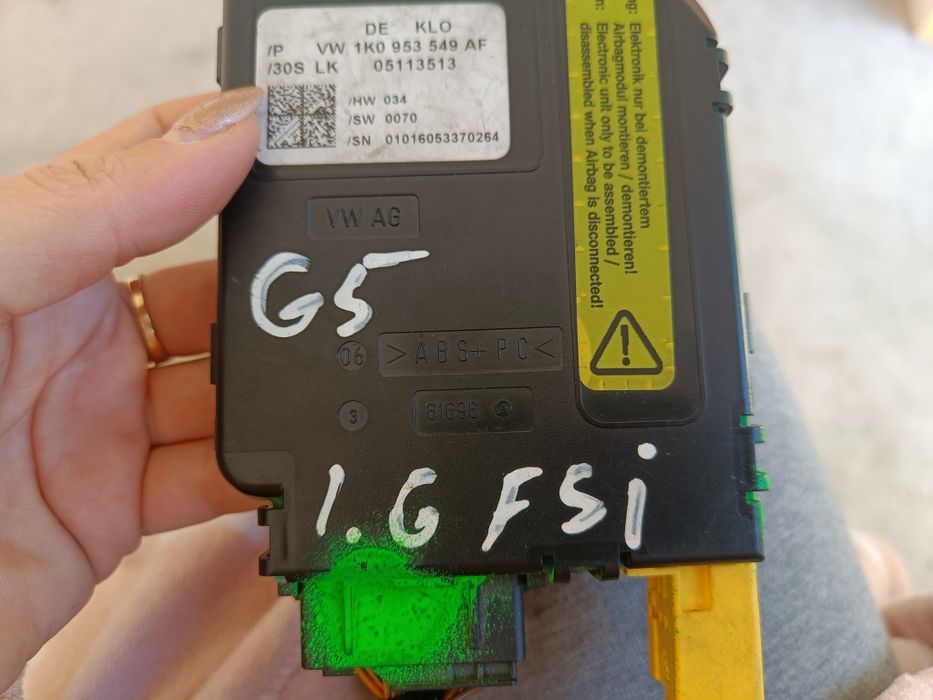 DE KLO
/P VW 1K0 953 549 AF
/30S LK 05113513
/HW 034
/SW 0070
/SN 01016053370264
ng: Elektronik nur bei demontiertem
Airbagmodul montieren / demontieren!
n: Electronic unit only to be assembled /
disassembled when Airbag is disconnected!
VW AG
G5
06
>ABS+PC<
3
61696
1.6 FSi